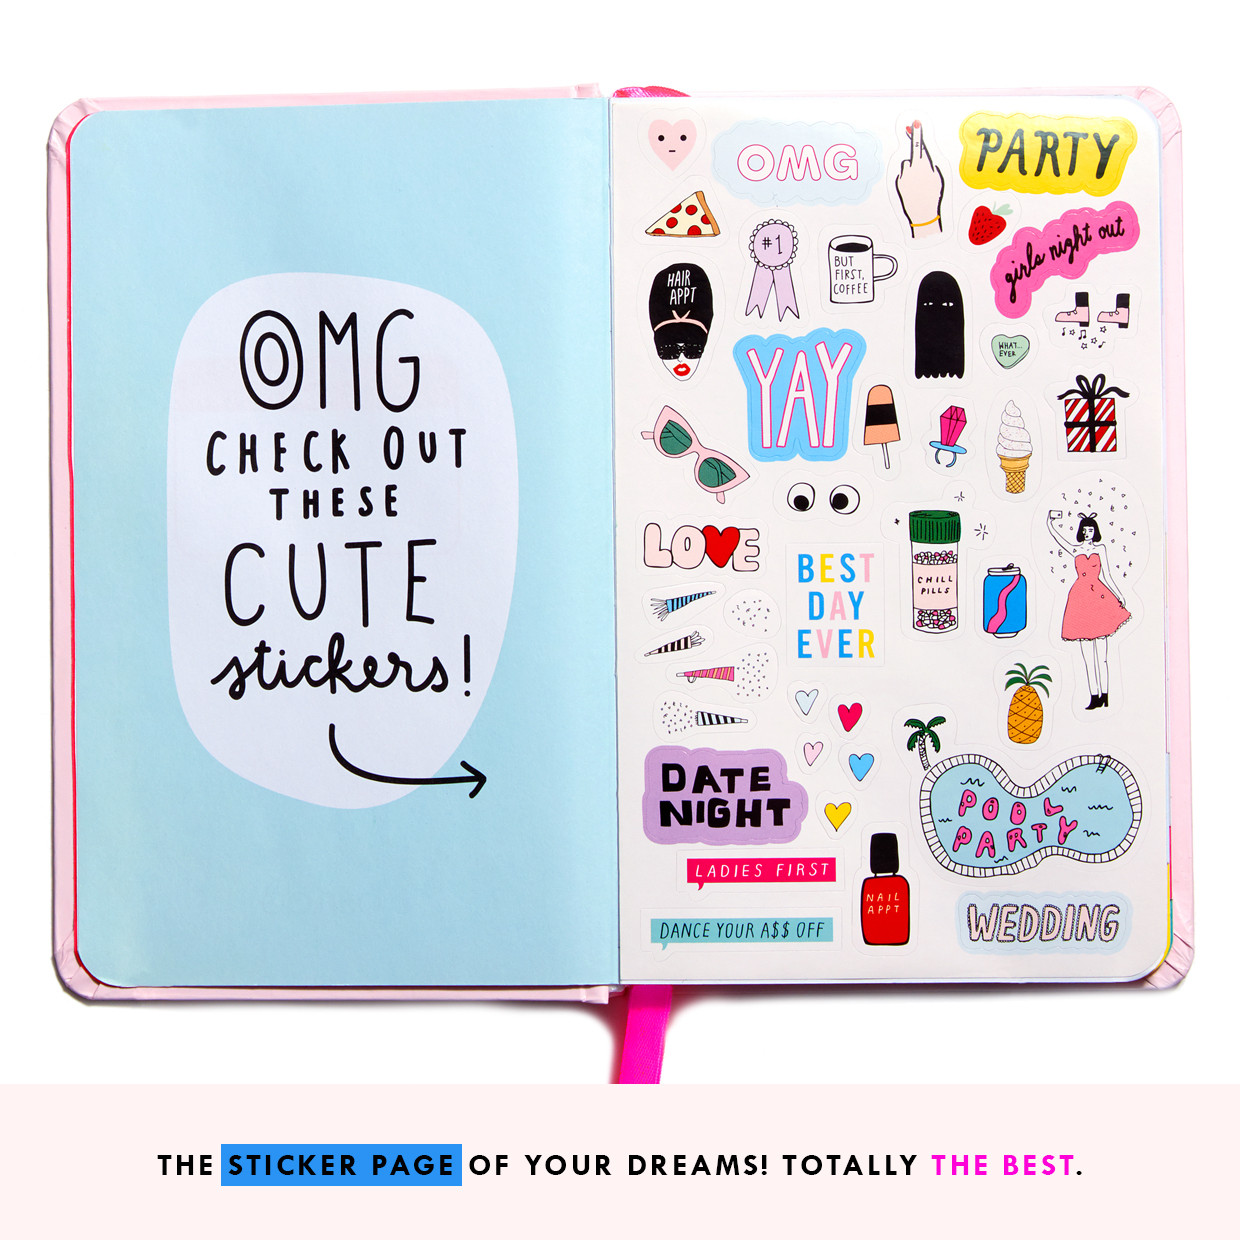 OMG
CHECK OUT
THESE
CUTE
stickers!
OMG
PARTY
#1
BUT
FIRST,
COFFEE
girls night out
HAIR
APPT
WHAT...
EVER
YAY
LOVE
BEST
DAY
EVER
CHILL
PILLS
DATE
NIGHT
POOL
PARTY
LADIES FIRST
NAIL
APPT
DANCE YOUR A$$ OFF
WEDDING
THE STICKER PAGE OF YOUR DREAMS! TOTALLY THE BEST.